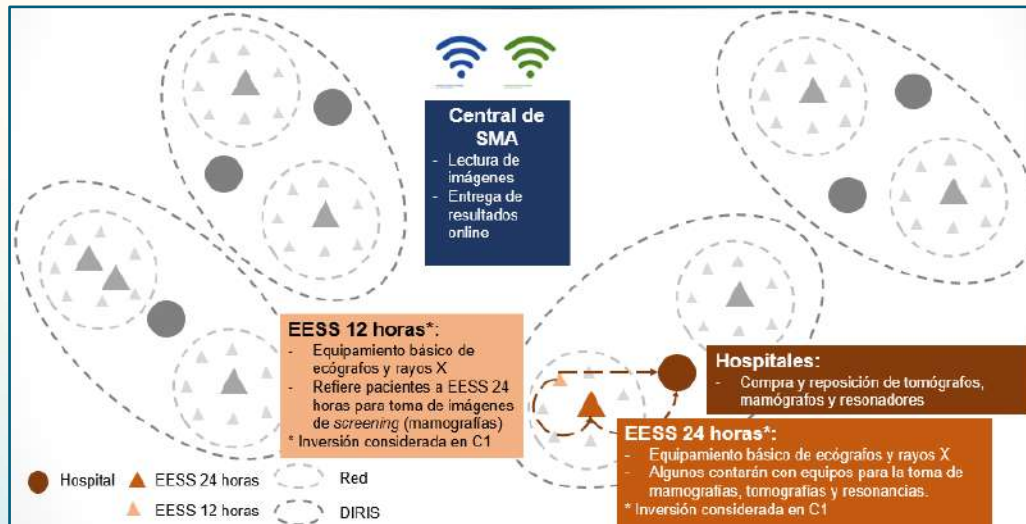 Central de
SMA
- Lectura de
imágenes
- Entrega de
resultados
online
EESS 12 horas*:
- Equipamiento básico de
ecógrafos y rayos X
- Refiere pacientes a EESS 24
horas para toma de imágenes
de screening (mamografías)
* Inversión considerada en C1
Hospitales:
- Compra y reposición de tomógrafos,
mamógrafos y resonadores
EESS 24 horas*:
- Equipamiento básico de ecógrafos y rayos X
- Algunos contarán con equipos para la toma de
mamografías, tomografías y resonancias.
* Inversión considerada en C1
Hospital
EESS 24 horas
Red
EESS 12 horas
DIRIS